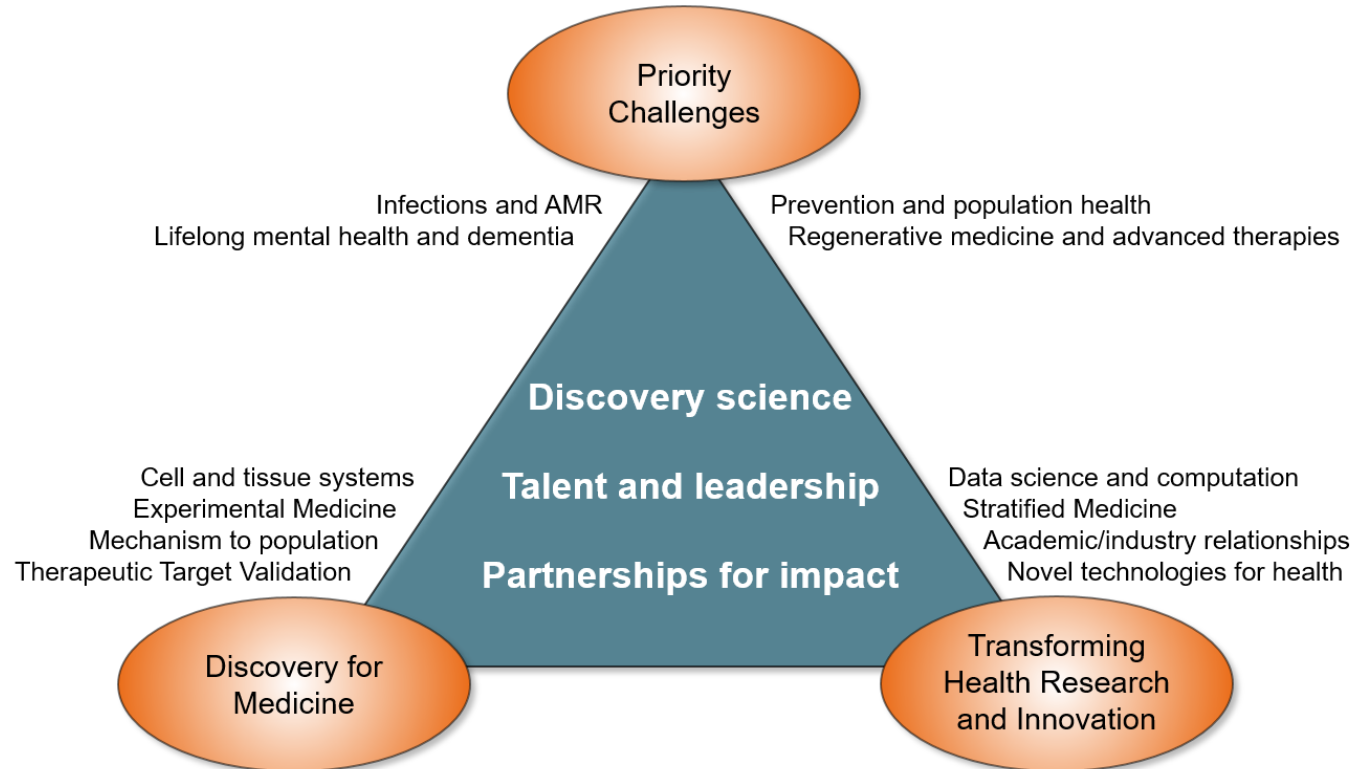 Priority
Challenges
Infections and AMR
Lifelong mental health and dementia
Prevention and population health
Regenerative medicine and advanced therapies
Discovery science
Talent and leadership
Partnerships for impact
Cell and tissue systems
Experimental Medicine
Mechanism to population
Therapeutic Target Validation
Data science and computation
Stratified Medicine
Academic/industry relationships
Novel technologies for health
Discovery for
Medicine
Transforming
Health Research
and Innovation